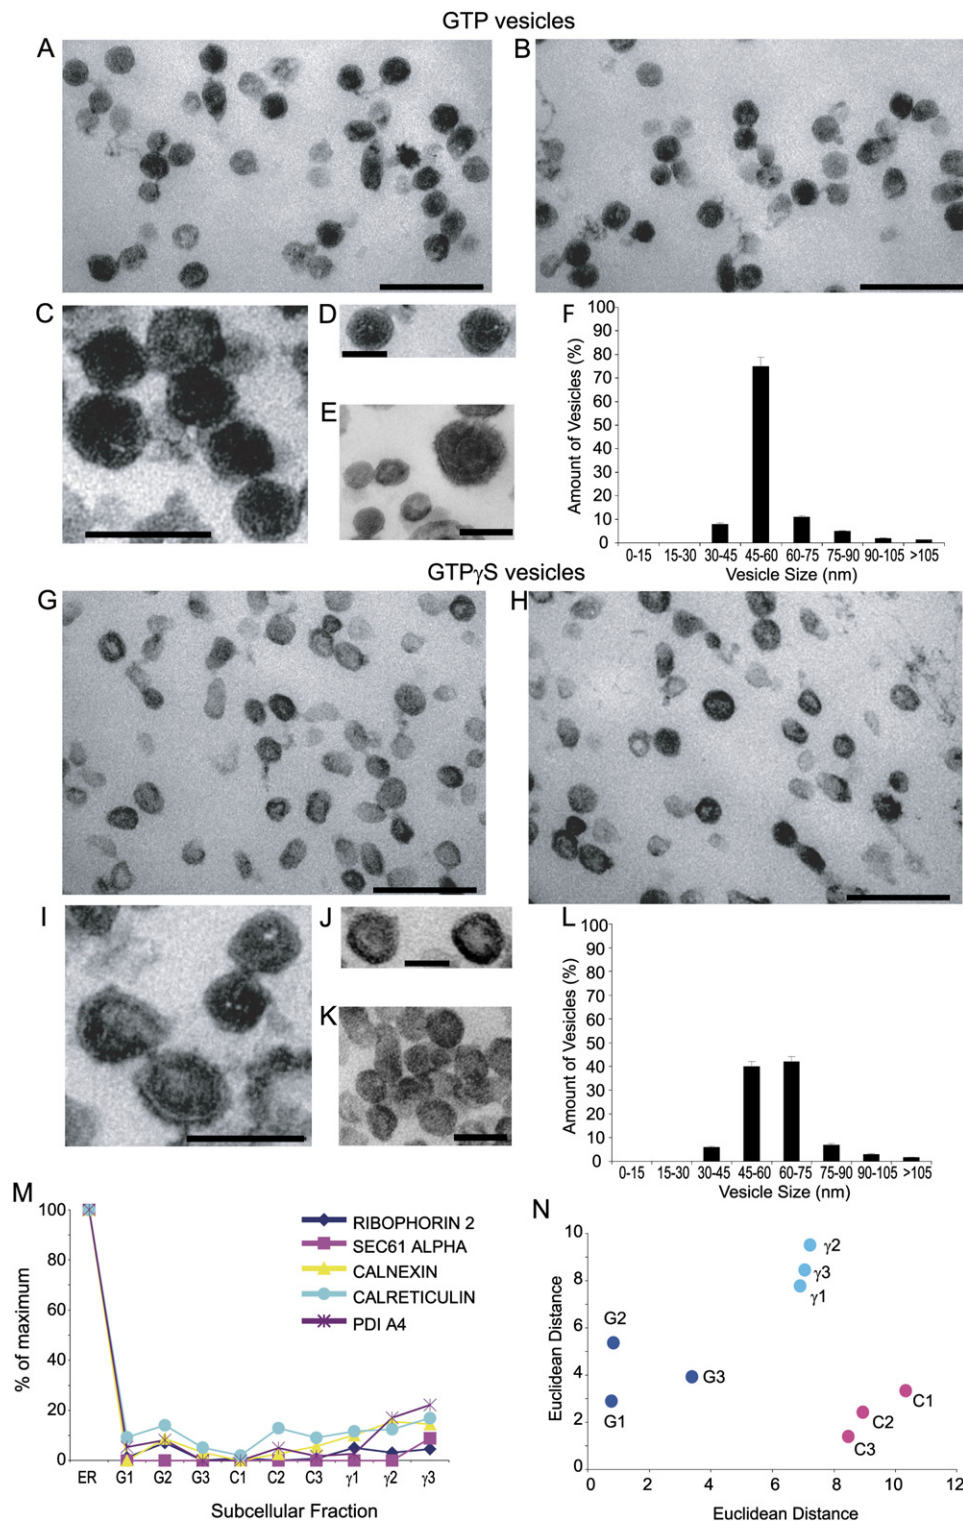 GTP vesicles
A
B
C
D
E
F
Amount of Vesicles (%)
100
90
80
70
60
50
40
30
20
10
0
0-15 15-30 30-45 45-60 60-75 75-90 90-105 >105
Vesicle Size (nm)
GTPγS vesicles
G
H
I
J
K
L
Amount of Vesicles (%)
100
90
80
70
60
50
40
30
20
10
0
0-15 15-30 30-45 45-60 60-75 75-90 90-105 >105
Vesicle Size (nm)
M
% of maximum
100
80
60
40
20
0
RIBOPHORIN 2
SEC61 ALPHA
CALNEXIN
CALRETICULIN
PDI A4
ER G1 G2 G3 C1 C2 C3 γ1 γ2 γ3
Subcellular Fraction
N
Euclidean Distance
10
8
6
4
2
0
γ2
γ3
γ1
G2
G3
G1
C1
C2
C3
0 2 4 6 8 10 12
Euclidean Distance